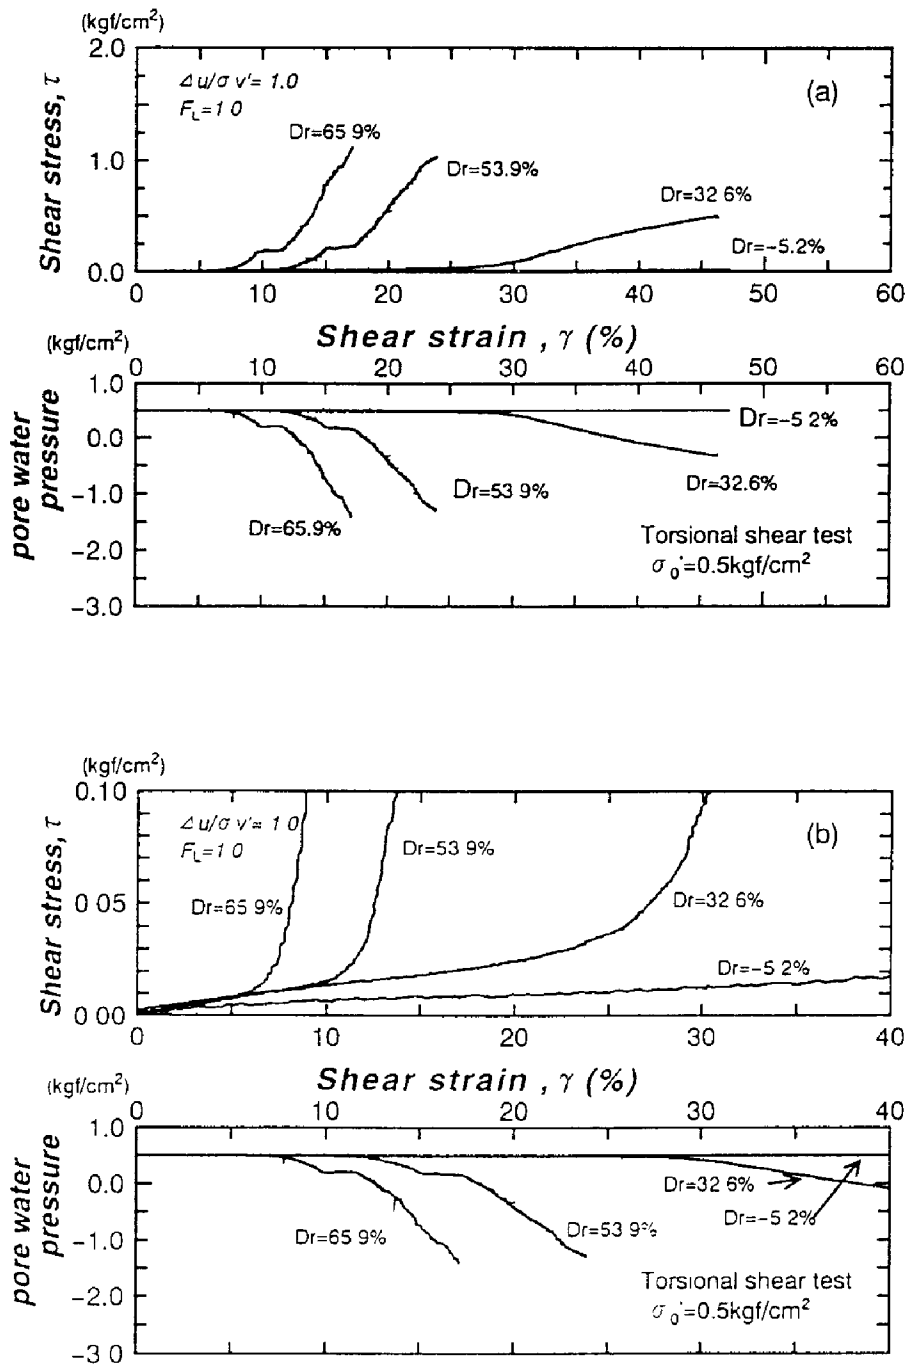 (kgf/cm²)
Shear stress, τ
2.0
1.0
0.0
Δu/σv'=1.0
F_L=1 0
(a)
Dr=65 9%
Dr=53.9%
Dr=32 6%
Dr=-5.2%
0 10 20 30 40 50 60
Shear strain , γ (%)
(kgf/cm²)
0 10 20 30 40 50 60
pore water
pressure
1.0
0.0
-1.0
-2.0
-3.0
Dr=-5 2%
Dr=32.6%
Dr=53 9%
Dr=65.9%
Torsional shear test
σ₀'=0.5kgf/cm²
(kgf/cm²)
Shear stress, τ
0.10
0 05
0 00
Δu/σv'= 1 0
F_L=1 0
(b)
Dr=53 9%
Dr=65 9%
Dr=32 6%
Dr=-5 2%
0 10 20 30 40
Shear strain , γ (%)
(kgf/cm²)
0 10 20 30 40
pore water
pressure
1.0
0.0
-1.0
-2.0
-3 0
Dr=32 6%
Dr=-5 2%
Dr=65 9%
Dr=53 9%
Torsional shear test
σ₀'=0.5kgf/cm²